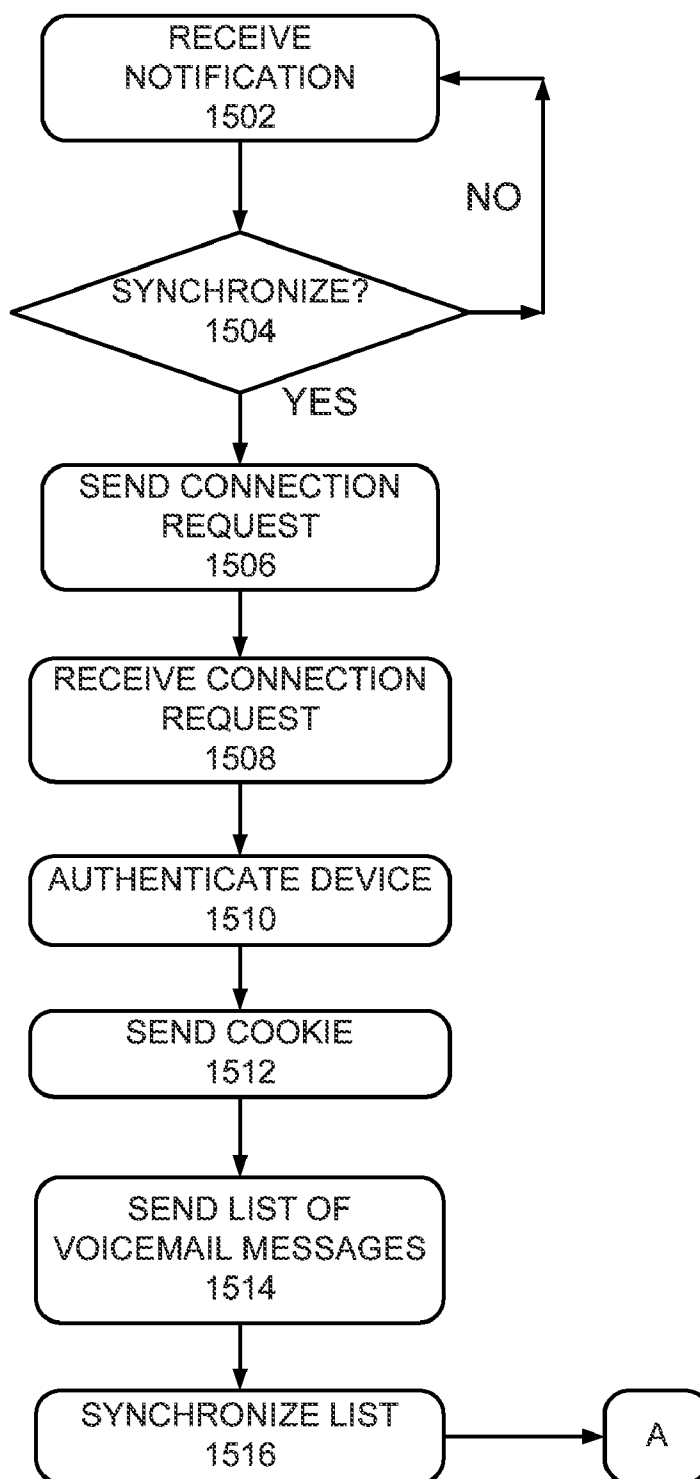 RECEIVE
NOTIFICATION
1502
NO
SYNCHRONIZE?
1504
YES
SEND CONNECTION
REQUEST
1506
RECEIVE CONNECTION
REQUEST
1508
AUTHENTICATE DEVICE
1510
SEND COOKIE
1512
SEND LIST OF
VOICEMAIL MESSAGES
1514
SYNCHRONIZE LIST
1516
A